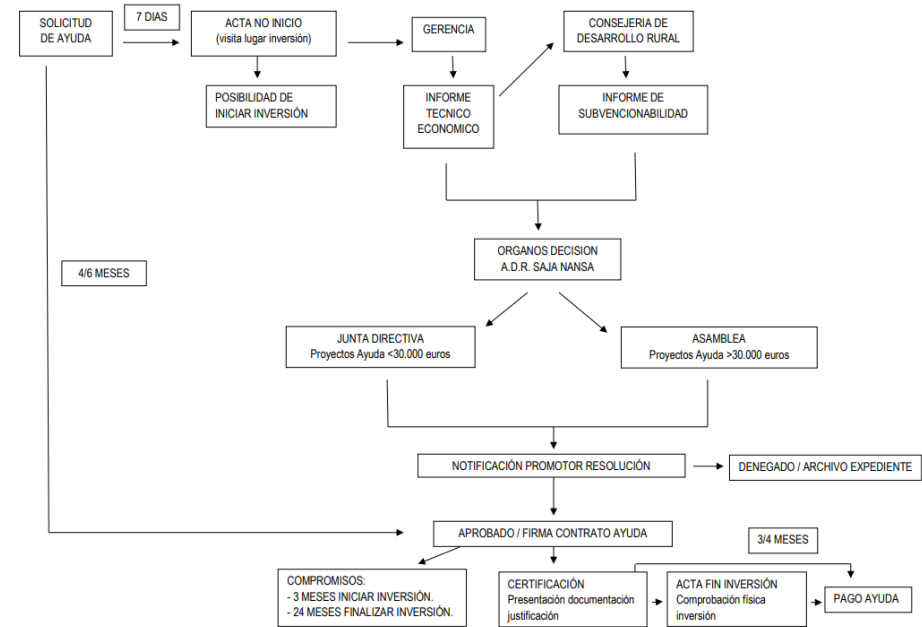 SOLICITUD
DE AYUDA
7 DIAS
ACTA NO INICIO
(visita lugar inversión)
GERENCIA
CONSEJERIA DE
DESARROLLO RURAL
POSIBILIDAD DE
INICIAR INVERSIÓN
INFORME
TECNICO
ECONOMICO
INFORME DE
SUBVENCIONABILIDAD
ORGANOS DECISION
A.D.R. SAJA NANSA
4/6 MESES
JUNTA DIRECTIVA
Proyectos Ayuda <30.000 euros
ASAMBLEA
Proyectos Ayuda >30.000 euros
NOTIFICACIÓN PROMOTOR RESOLUCIÓN
DENEGADO / ARCHIVO EXPEDIENTE
APROBADO / FIRMA CONTRATO AYUDA
3/4 MESES
COMPROMISOS:
- 3 MESES INICIAR INVERSIÓN.
- 24 MESES FINALIZAR INVERSIÓN.
CERTIFICACIÓN
Presentación documentación
justificación
ACTA FIN INVERSIÓN
Comprobación física
inversión
PAGO AYUDA